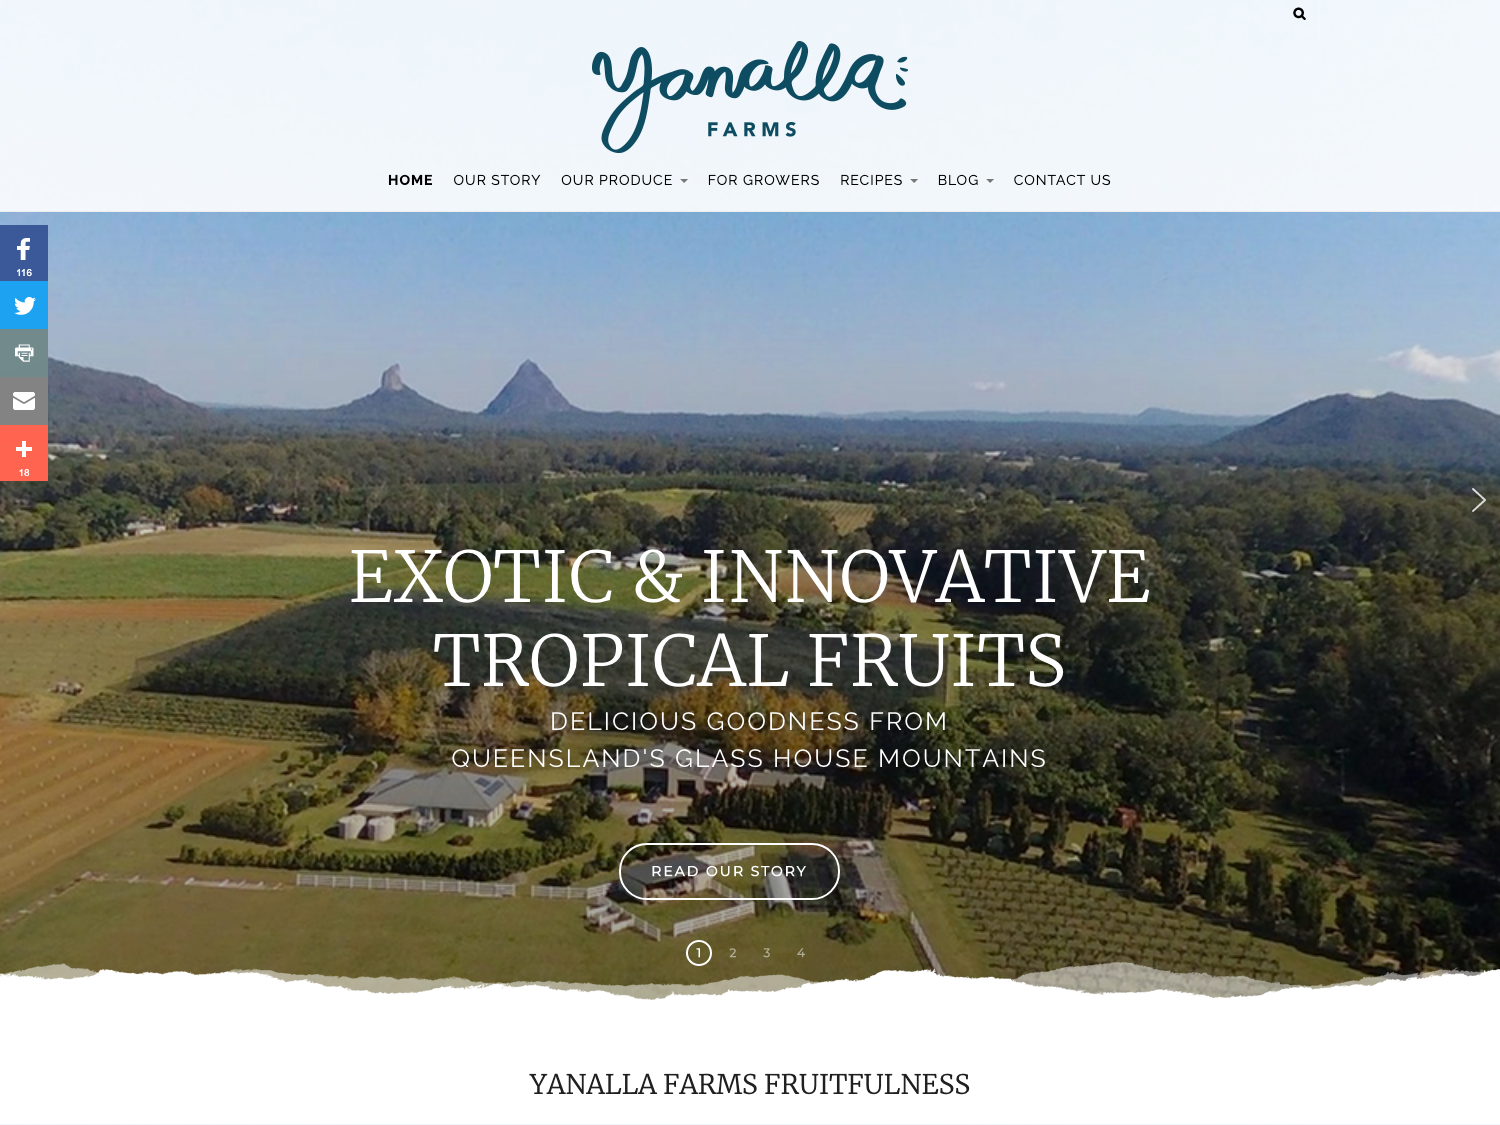 yanalla
FARMS
HOME OUR STORY OUR PRODUCE FOR GROWERS RECIPES BLOG CONTACT US
116
18
EXOTIC & INNOVATIVE
TROPICAL FRUITS
DELICIOUS GOODNESS FROM
QUEENSLAND'S GLASS HOUSE MOUNTAINS
READ OUR STORY
1 2 3 4
YANALLA FARMS FRUITFULNESS